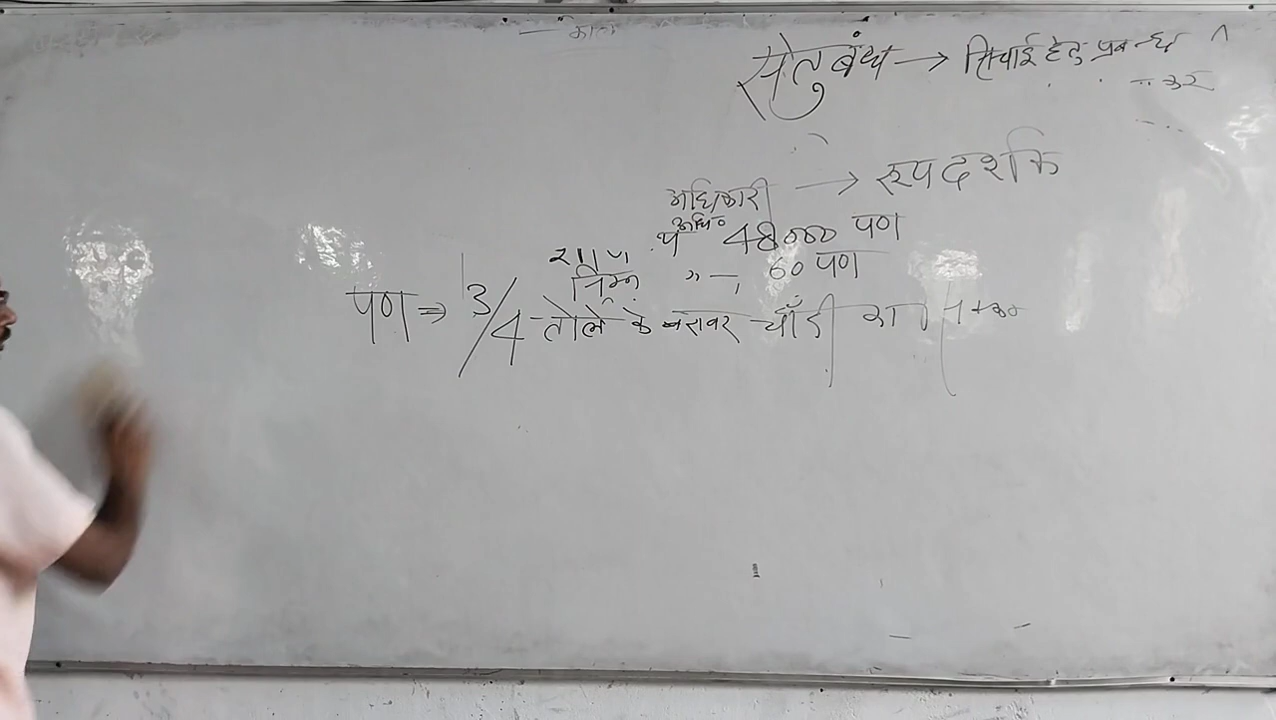 सेतुबंध → सिंचाई हेतु प्रबन्ध
अधिकारी → रूपदर्शक
अधि० 48000 पण
निम्न " — 60 पण
पण ⇒ 3/4 तोले के बराबर चाँदी का